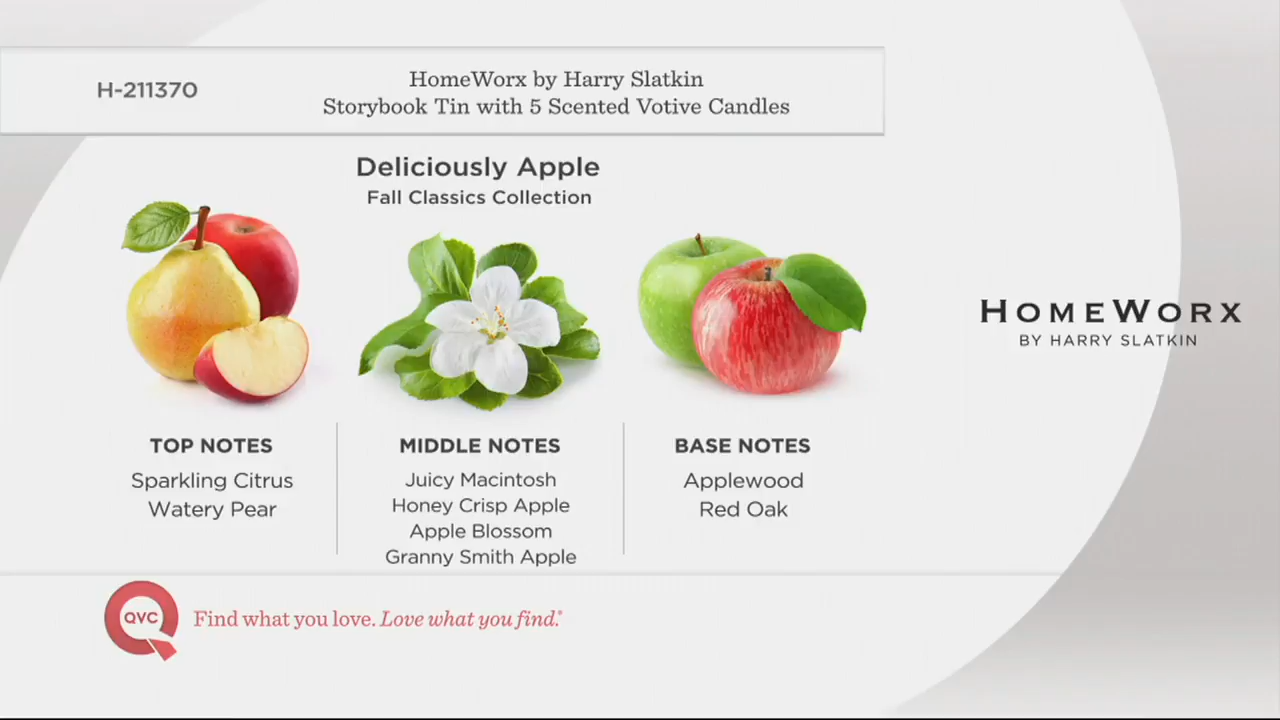 H-211370
HomeWorx by Harry Slatkin
Storybook Tin with 5 Scented Votive Candles
Deliciously Apple
Fall Classics Collection
TOP NOTES
Sparkling Citrus
Watery Pear
MIDDLE NOTES
Juicy Macintosh
Honey Crisp Apple
Apple Blossom
Granny Smith Apple
BASE NOTES
Applewood
Red Oak
HOMEWORX
BY HARRY SLATKIN
QVC
Find what you love. Love what you find.®